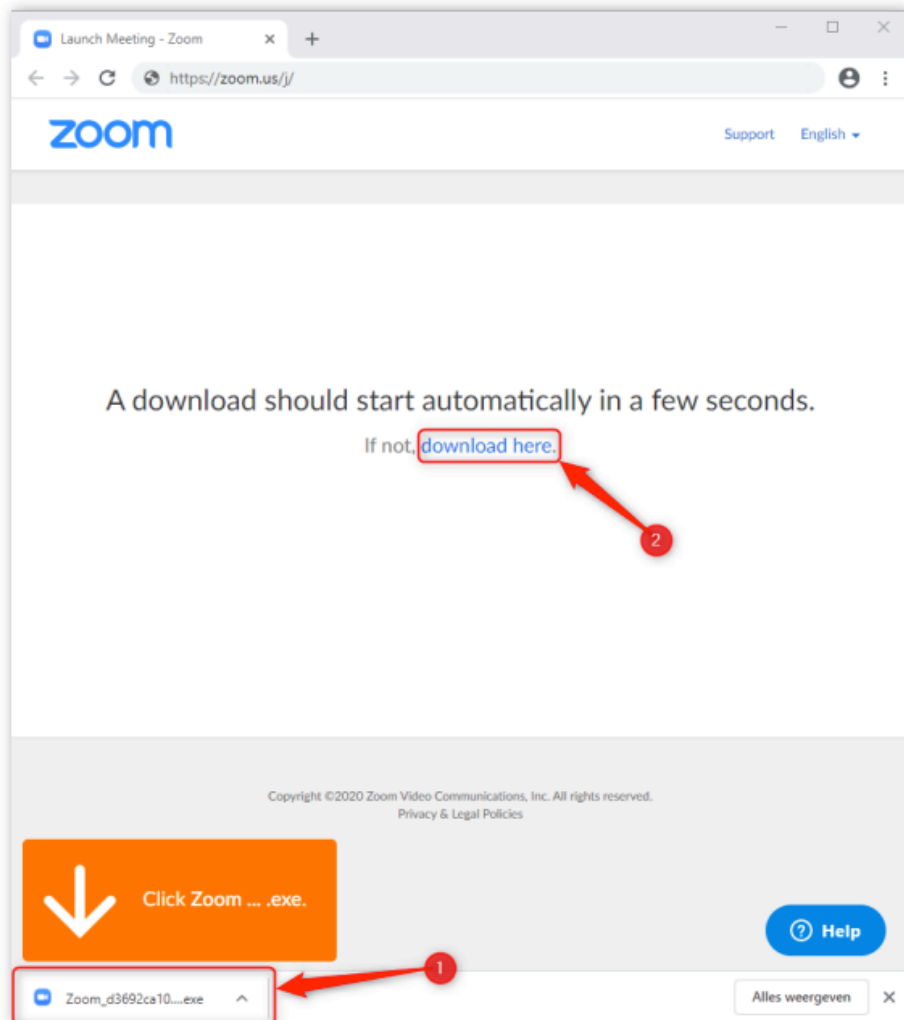 Launch Meeting - Zoom
https://zoom.us/j/
zoom
Support English
A download should start automatically in a few seconds.
If not, download here.
2
Copyright ©2020 Zoom Video Communications, Inc. All rights reserved.
Privacy & Legal Policies
Click Zoom ... .exe.
Help
1
Zoom_d3692ca10....exe
Alles weergeven